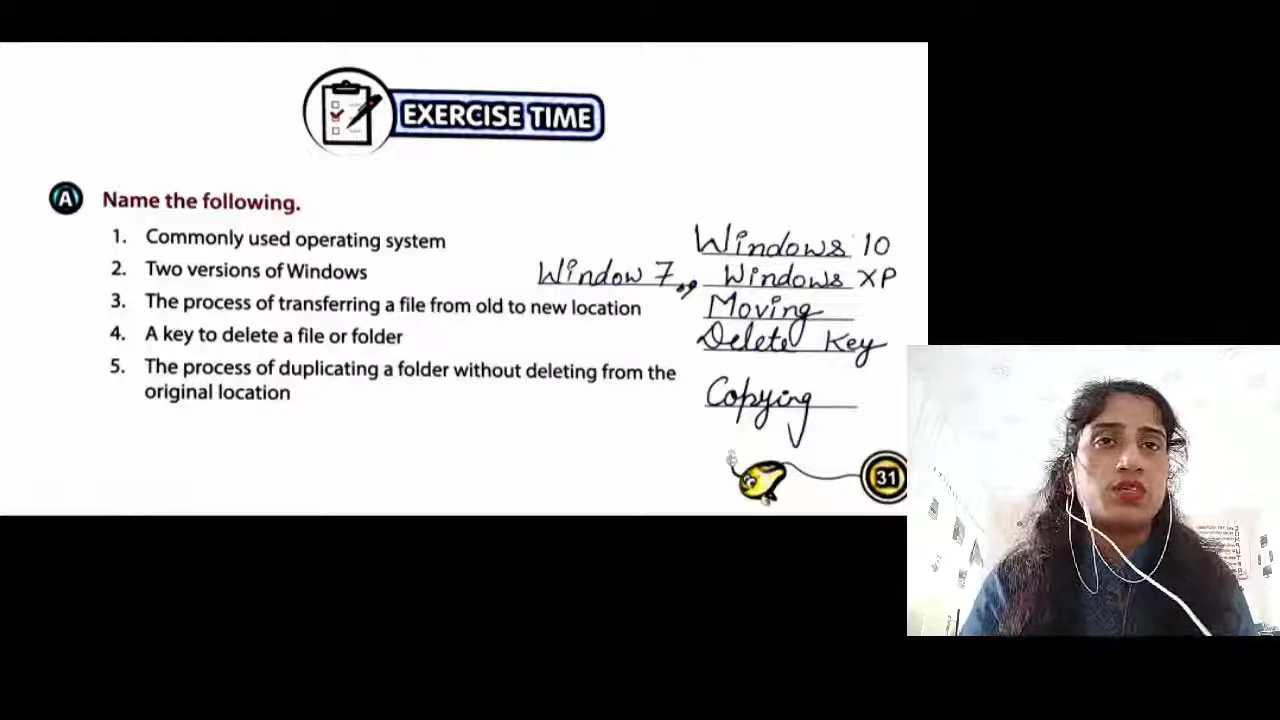 EXERCISE TIME
A Name the following.
1. Commonly used operating system Windows 10
2. Two versions of Windows Window 7, Windows XP
3. The process of transferring a file from old to new location Moving
4. A key to delete a file or folder Delete Key
5. The process of duplicating a folder without deleting from the
original location Copying
31